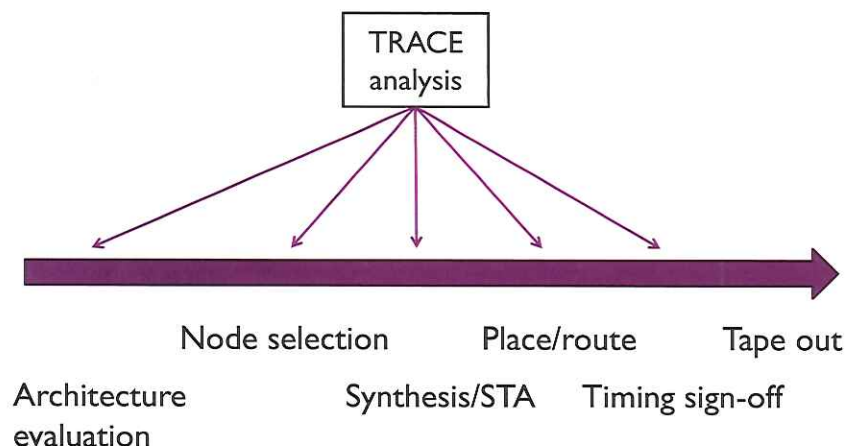 TRACE
analysis
Node selection
Place/route
Tape out
Architecture
evaluation
Synthesis/STA
Timing sign-off